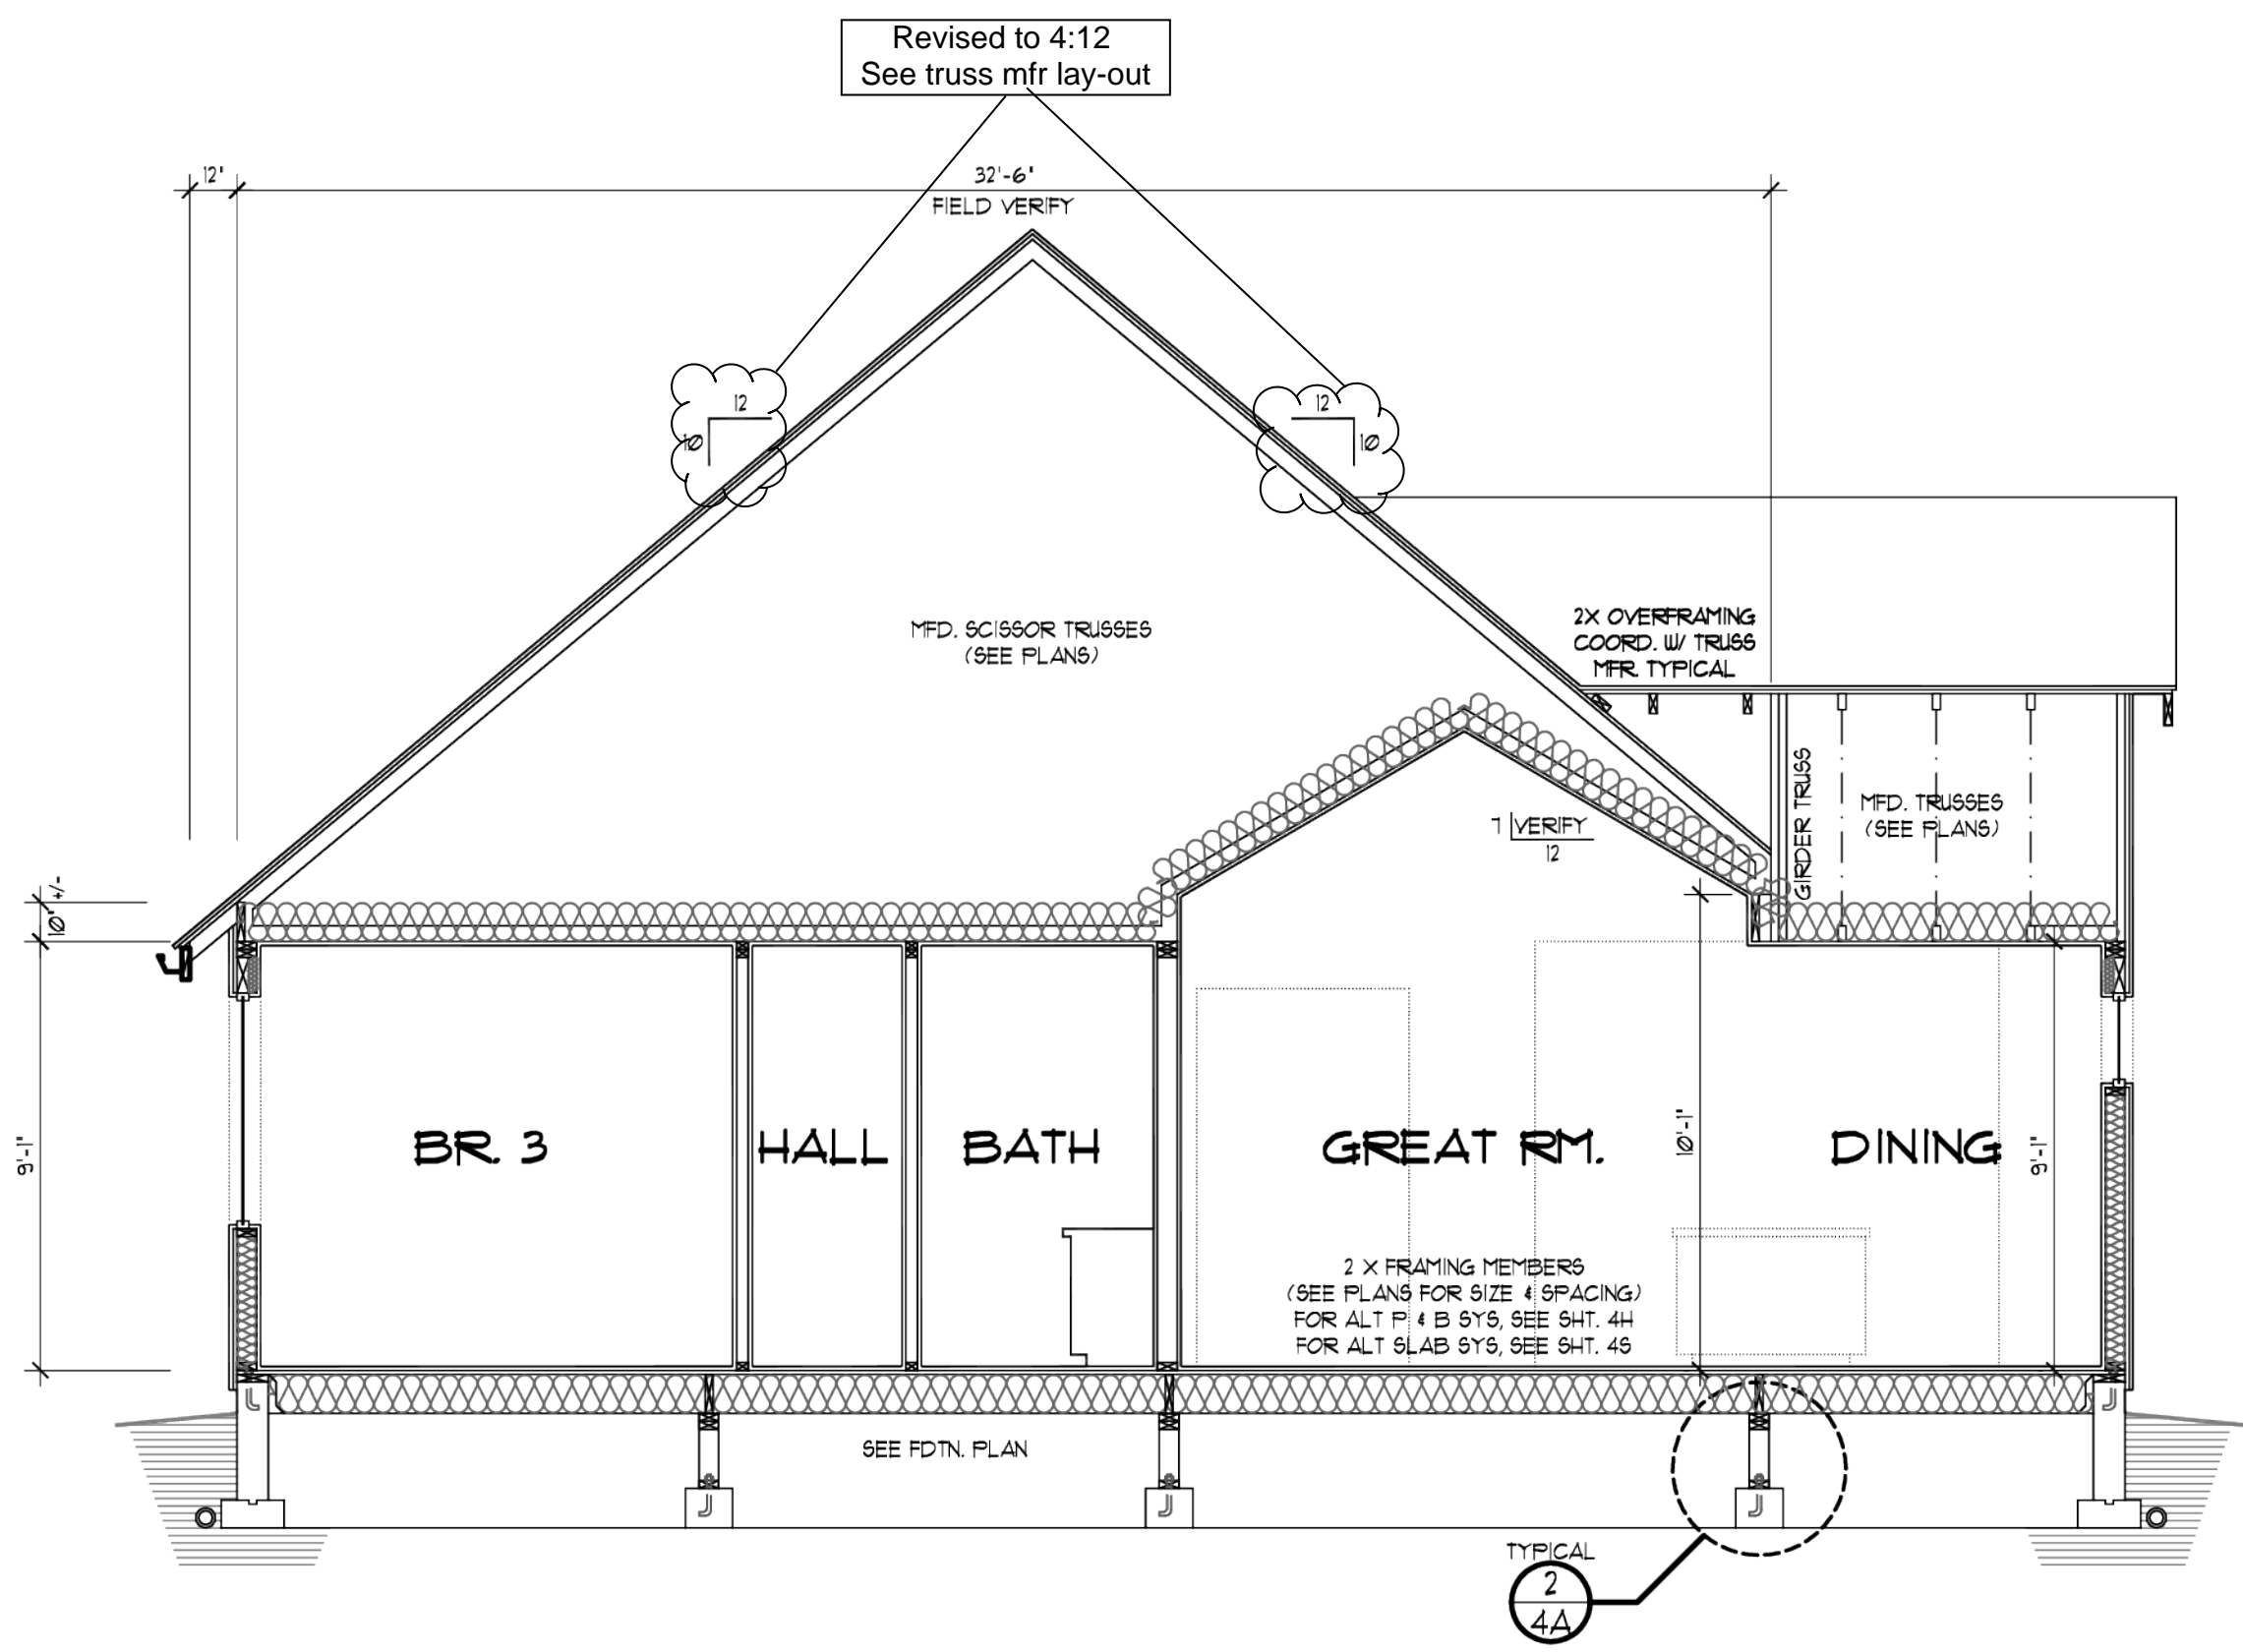 Revised to 4:12
See truss mfr lay-out
12"
32'-6"
FIELD VERIFY
12
10
12
10
MFD. SCISSOR TRUSSES
(SEE PLANS)
2X OVERFRAMING
COORD. W/ TRUSS
MFR. TYPICAL
GIRDER TRUSS
MFD. TRUSSES
(SEE PLANS)
7 VERIFY
12
10" +/-
9'-1"
BR. 3
HALL
BATH
GREAT RM.
10'-1"
DINING
9'-1"
2 X FRAMING MEMBERS
(SEE PLANS FOR SIZE & SPACING)
FOR ALT P & B SYS, SEE SHT. 4H
FOR ALT SLAB SYS, SEE SHT. 4S
SEE FDTN. PLAN
TYPICAL
2
4A